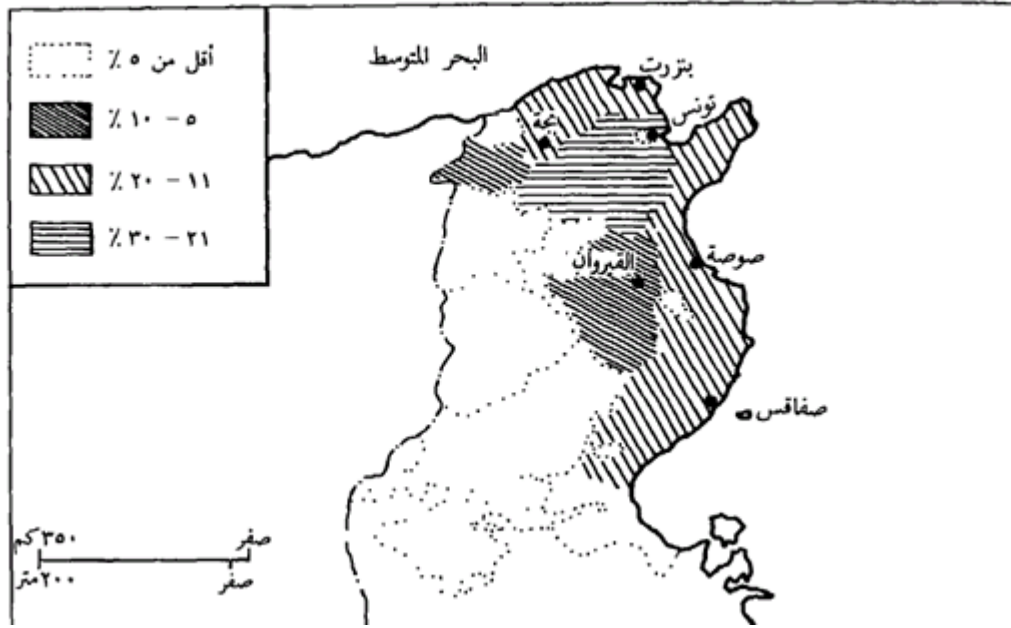 أقل من ٥ ٪
٥ - ١٠ ٪
١١ - ٢٠ ٪
٢١ - ٣٠ ٪
البحر المتوسط
بنزرت
تونس
القيروان
صوصة
صفاقس
صفر ٣٥٠ كم
صفر ٢٠٠ متر